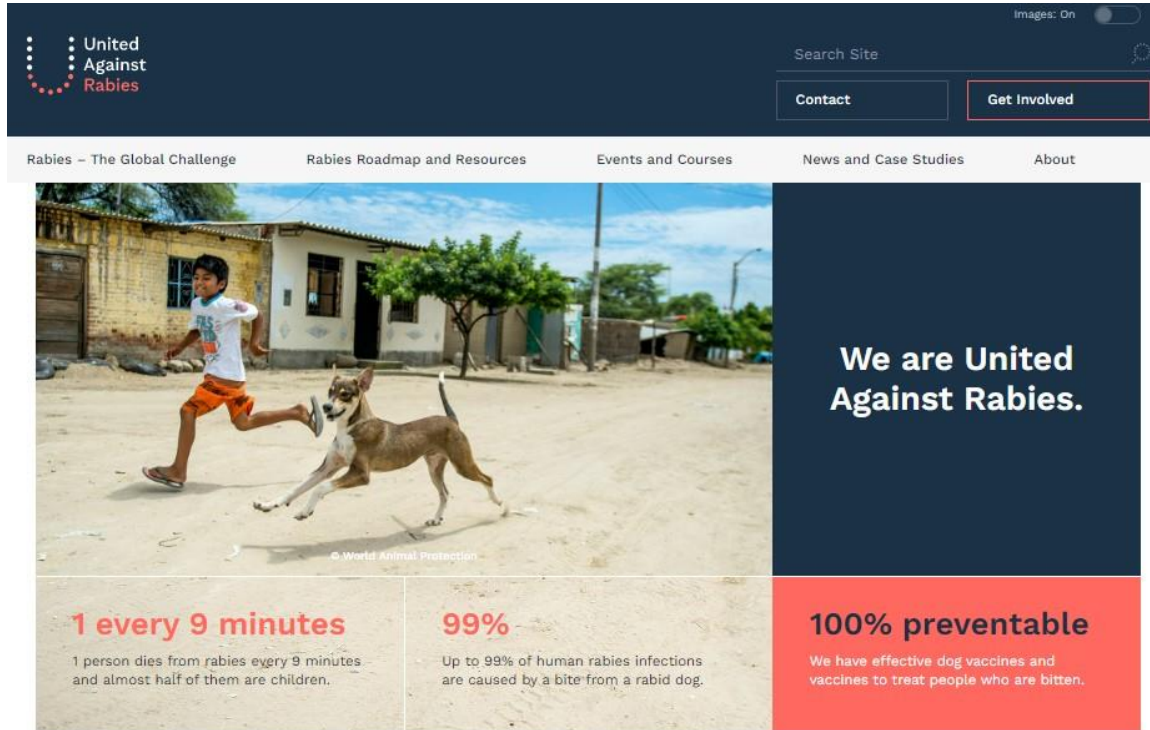 Images: On
United
Against
Rabies
Search Site
Contact
Get Involved
Rabies – The Global Challenge
Rabies Roadmap and Resources
Events and Courses
News and Case Studies
About
We are United
Against Rabies.
© World Animal Protection
1 every 9 minutes
1 person dies from rabies every 9 minutes
and almost half of them are children.
99%
Up to 99% of human rabies infections
are caused by a bite from a rabid dog.
100% preventable
We have effective dog vaccines and
vaccines to treat people who are bitten.